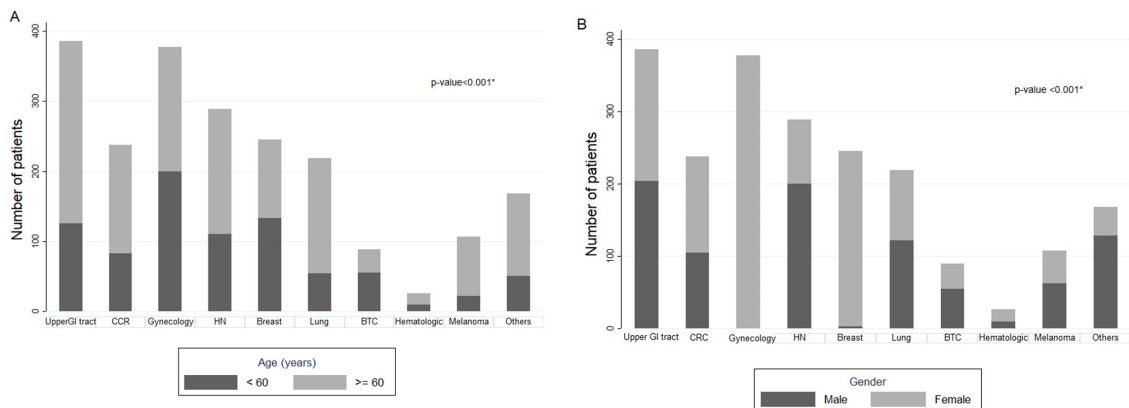 A
Number of patients
400
300
200
100
0
p-value<0.001*
UpperGI tract CCR Gynecology HN Breast Lung BTC Hematologic Melanoma Others
Age (years)
< 60 >= 60
B
Number of patients
400
300
200
100
0
p-value <0.001*
Upper GI tract CRC Gynecology HN Breast Lung BTC Hematologic Melanoma Others
Gender
Male Female